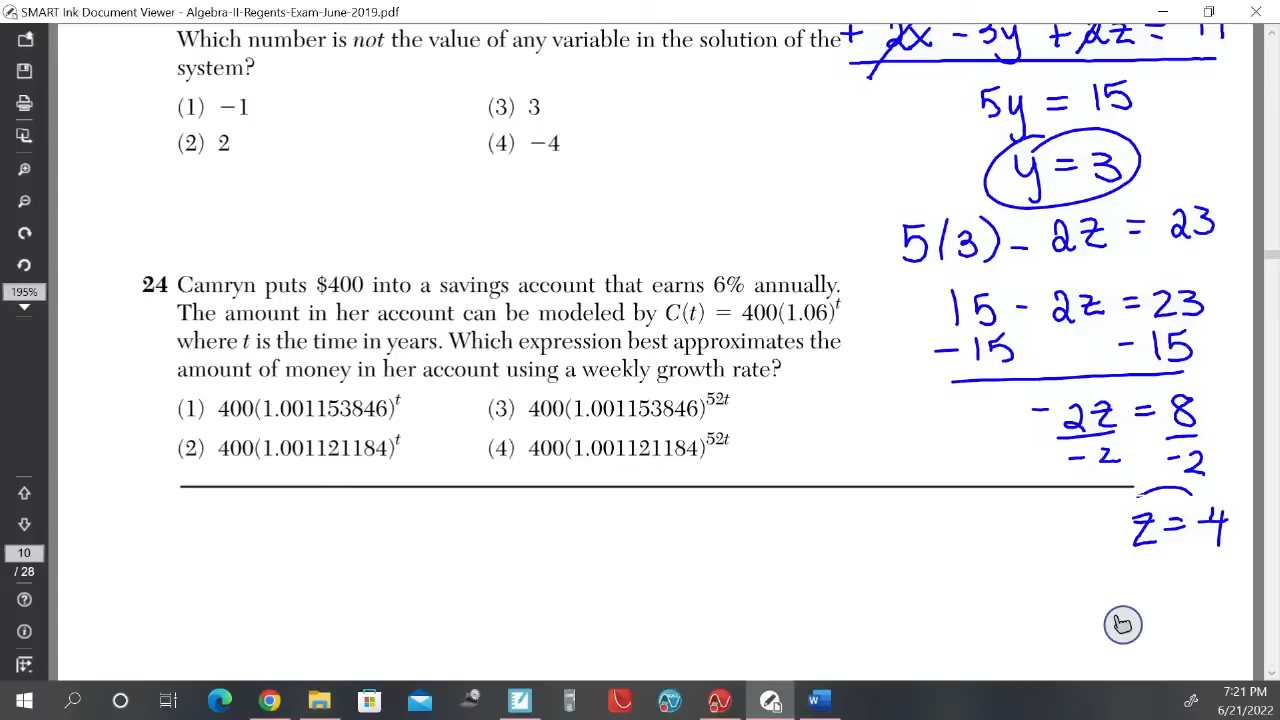 SMART Ink Document Viewer - Algebra-II-Regents-Exam-June-2019.pdf
Which number is not the value of any variable in the solution of the
system?
(1) −1
(3) 3
(2) 2
(4) −4
+ 2x - 3y + 2z = 11
5y = 15
y = 3
5(3) - 2z = 23
15 - 2z = 23
-15 -15
-2z = 8
-2 -2
z = 4
24 Camryn puts $400 into a savings account that earns 6% annually.
The amount in her account can be modeled by C(t) = 400(1.06)^t
where t is the time in years. Which expression best approximates the
amount of money in her account using a weekly growth rate?
(1) 400(1.001153846)^t
(3) 400(1.001153846)^52t
(2) 400(1.001121184)^t
(4) 400(1.001121184)^52t
195%
10
/ 28
7:21 PM
6/21/2022